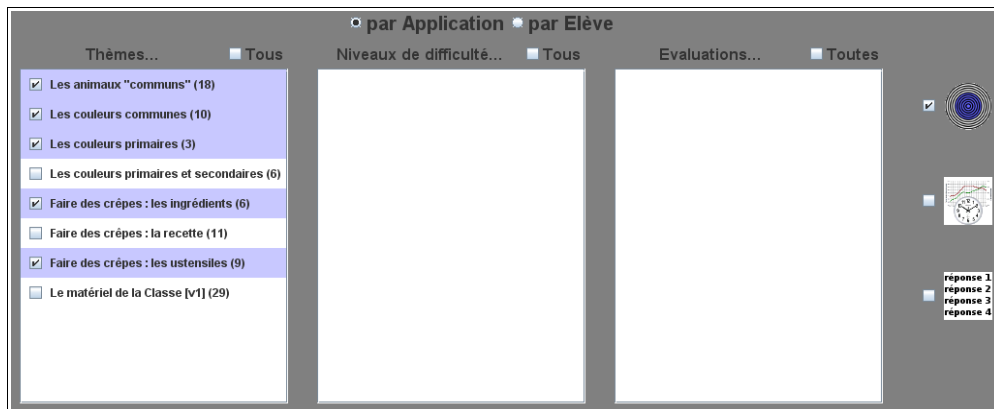 par Application par Elève
Thèmes... Tous Niveaux de difficulté... Tous Evaluations... Toutes
Les animaux "communs" (18)
Les couleurs communes (10)
Les couleurs primaires (3)
Les couleurs primaires et secondaires (6)
Faire des crêpes : les ingrédients (6)
Faire des crêpes : la recette (11)
Faire des crêpes : les ustensiles (9)
Le matériel de la Classe [v1] (29)
réponse 1
réponse 2
réponse 3
réponse 4